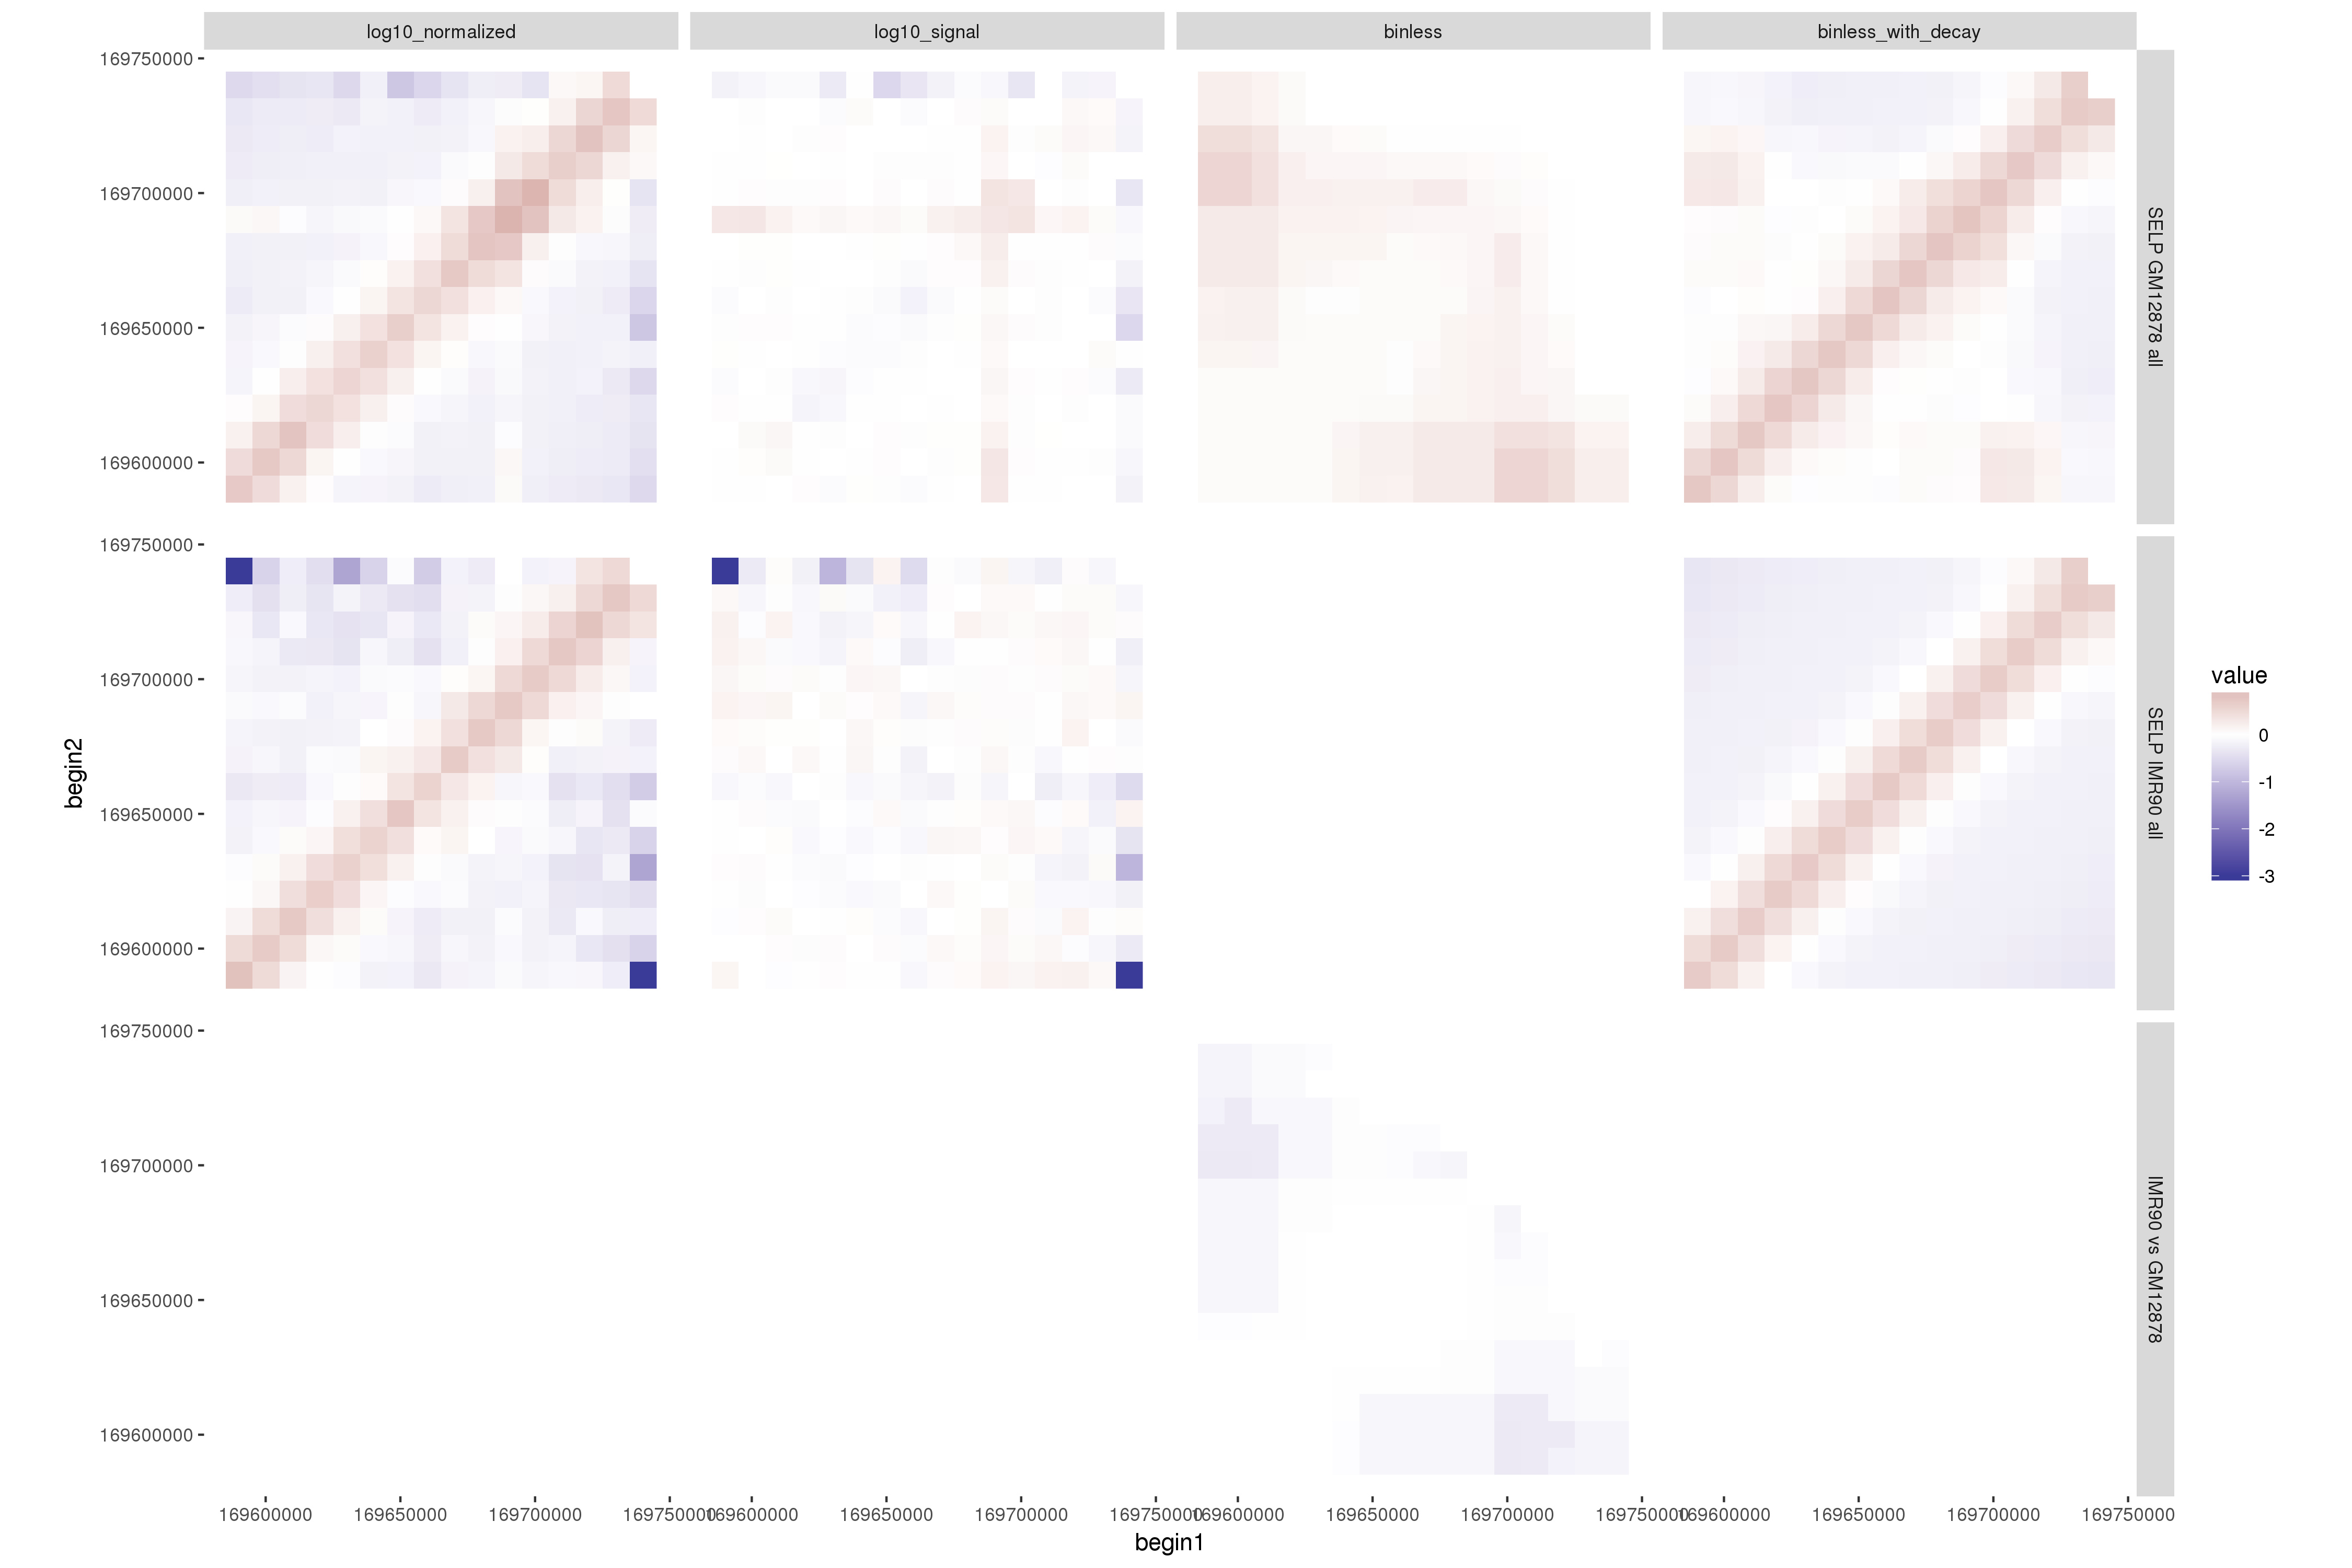 log10_normalized
log10_signal
binless
binless_with_decay
169750000
169700000
169650000
169600000
SELP GM12878 all
169750000
169700000
169650000
169600000
SELP IMR90 all
169750000
169700000
169650000
169600000
IMR90 vs GM12878
begin2
value
0
-1
-2
-3
169600000 169650000 169700000 169750000 169600000 169650000 169700000 169750000 169600000 169650000 169700000 169750000 169600000 169650000 169700000 169750000
begin1